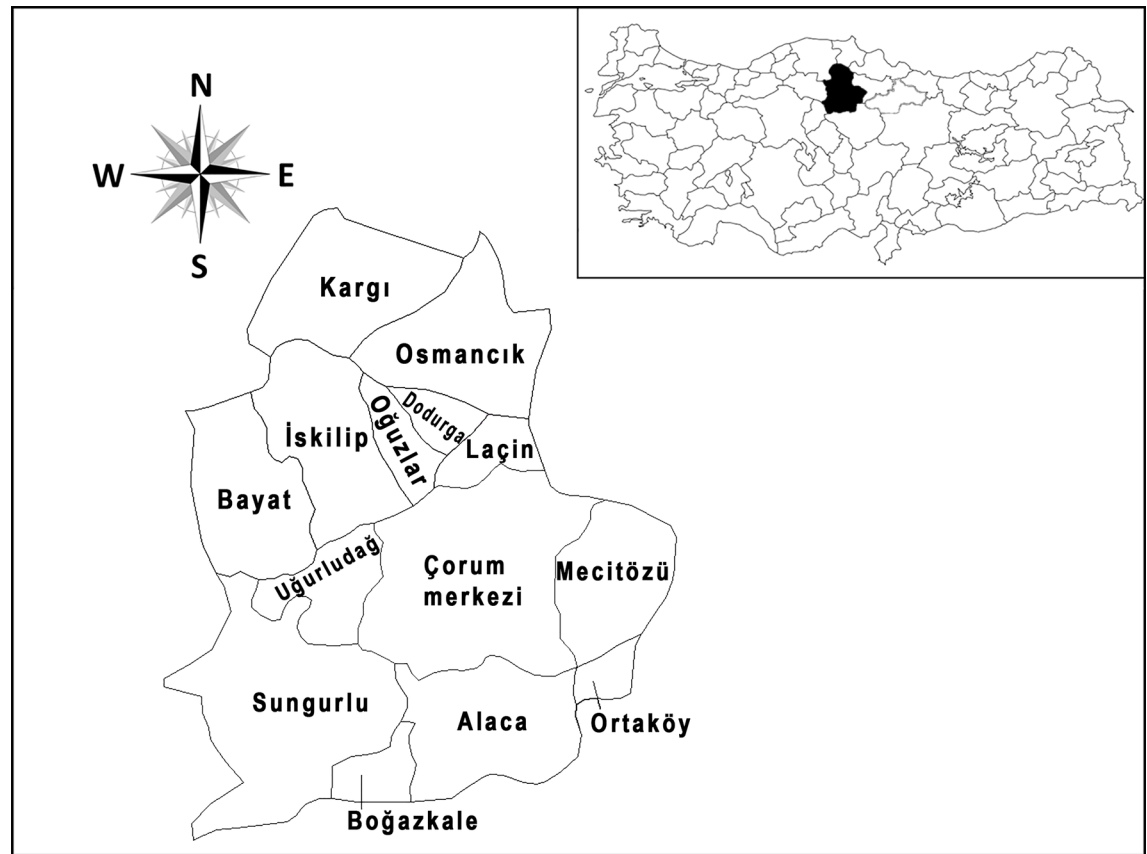 N
W
E
S
Kargı
Osmancık
Dodurga
Oğuzlar
İskilip
Laçin
Bayat
Uğurludağ
Çorum
merkezi
Mecitözü
Sungurlu
Alaca
Ortaköy
Boğazkale